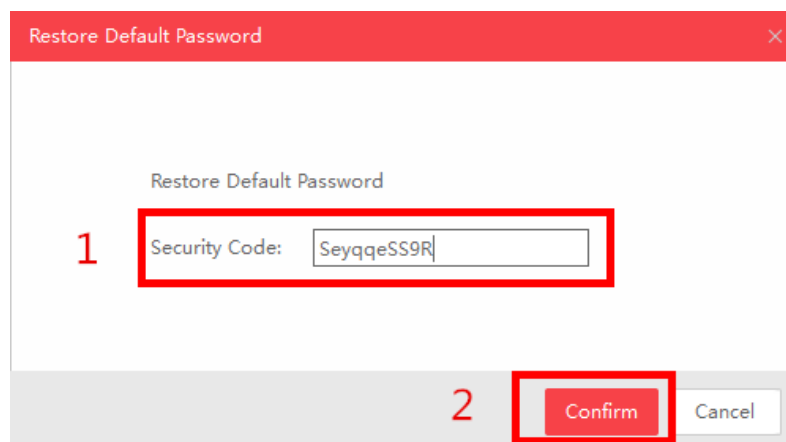 Restore Default Password
Restore Default Password
1 Security Code: SeyqqeSS9R
2 Confirm Cancel